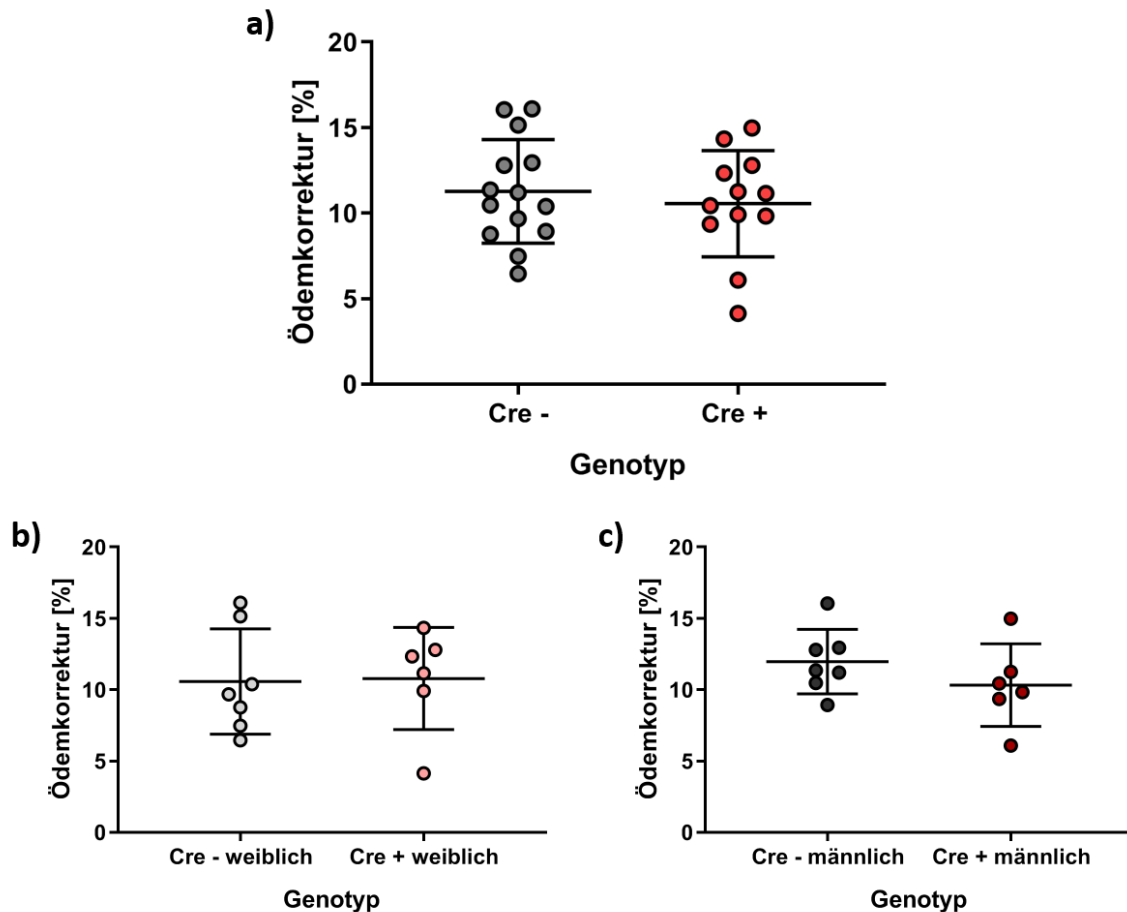 a)
Ödemkorrektur [%]
20
15
10
5
0
Cre -
Cre +
Genotyp
b)
Ödemkorrektur [%]
20
15
10
5
0
Cre - weiblich
Cre + weiblich
Genotyp
c)
Ödemkorrektur [%]
20
15
10
5
0
Cre - männlich
Cre + männlich
Genotyp